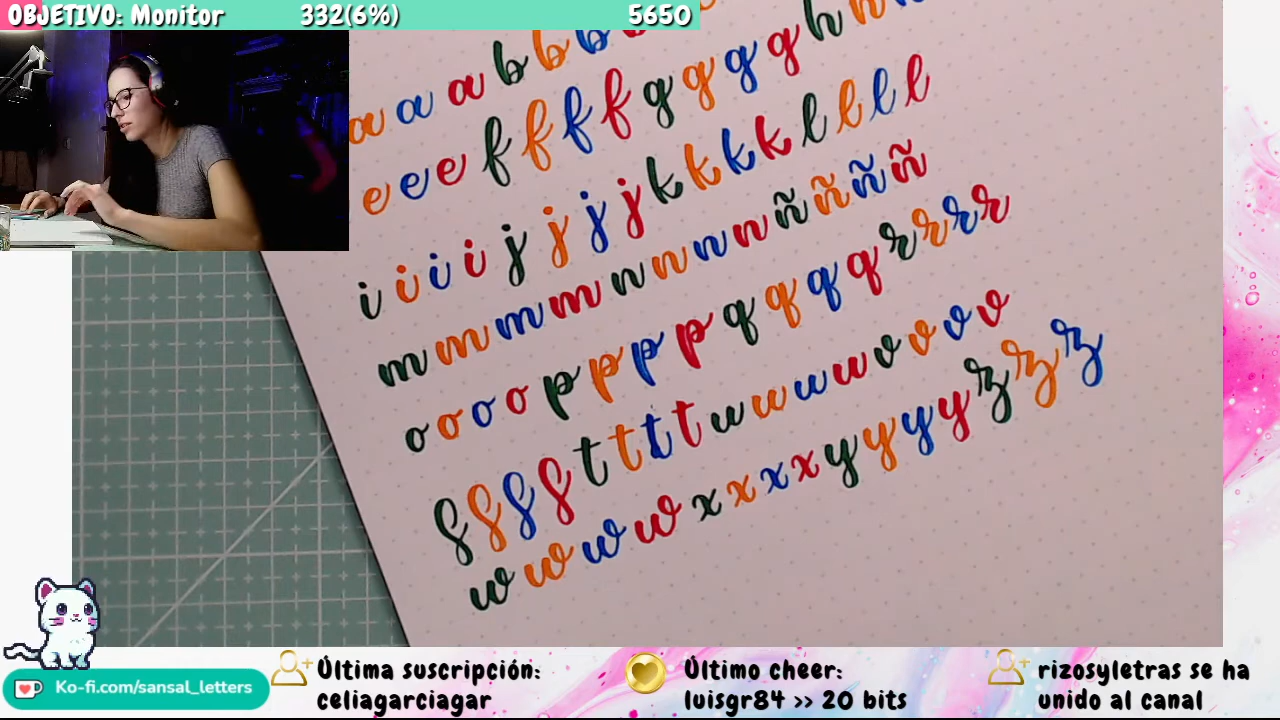 OBJETIVO: Monitor 332(6%) 5650
a a a b b b
e e e f f f f g g g g h h
i i i i j j j j k k k k l l l l
m m m m n n n n ñ ñ ñ ñ
o o o o p p p p q q q q r r r r
s s s s t t t t u u u u v v v v
w w w w x x x x y y y y z z z
Ko-fi.com/sansal_letters
Última suscripción:
celiagarciagar
Último cheer:
luisgr84 >> 20 bits
rizosyletras se ha
unido al canal